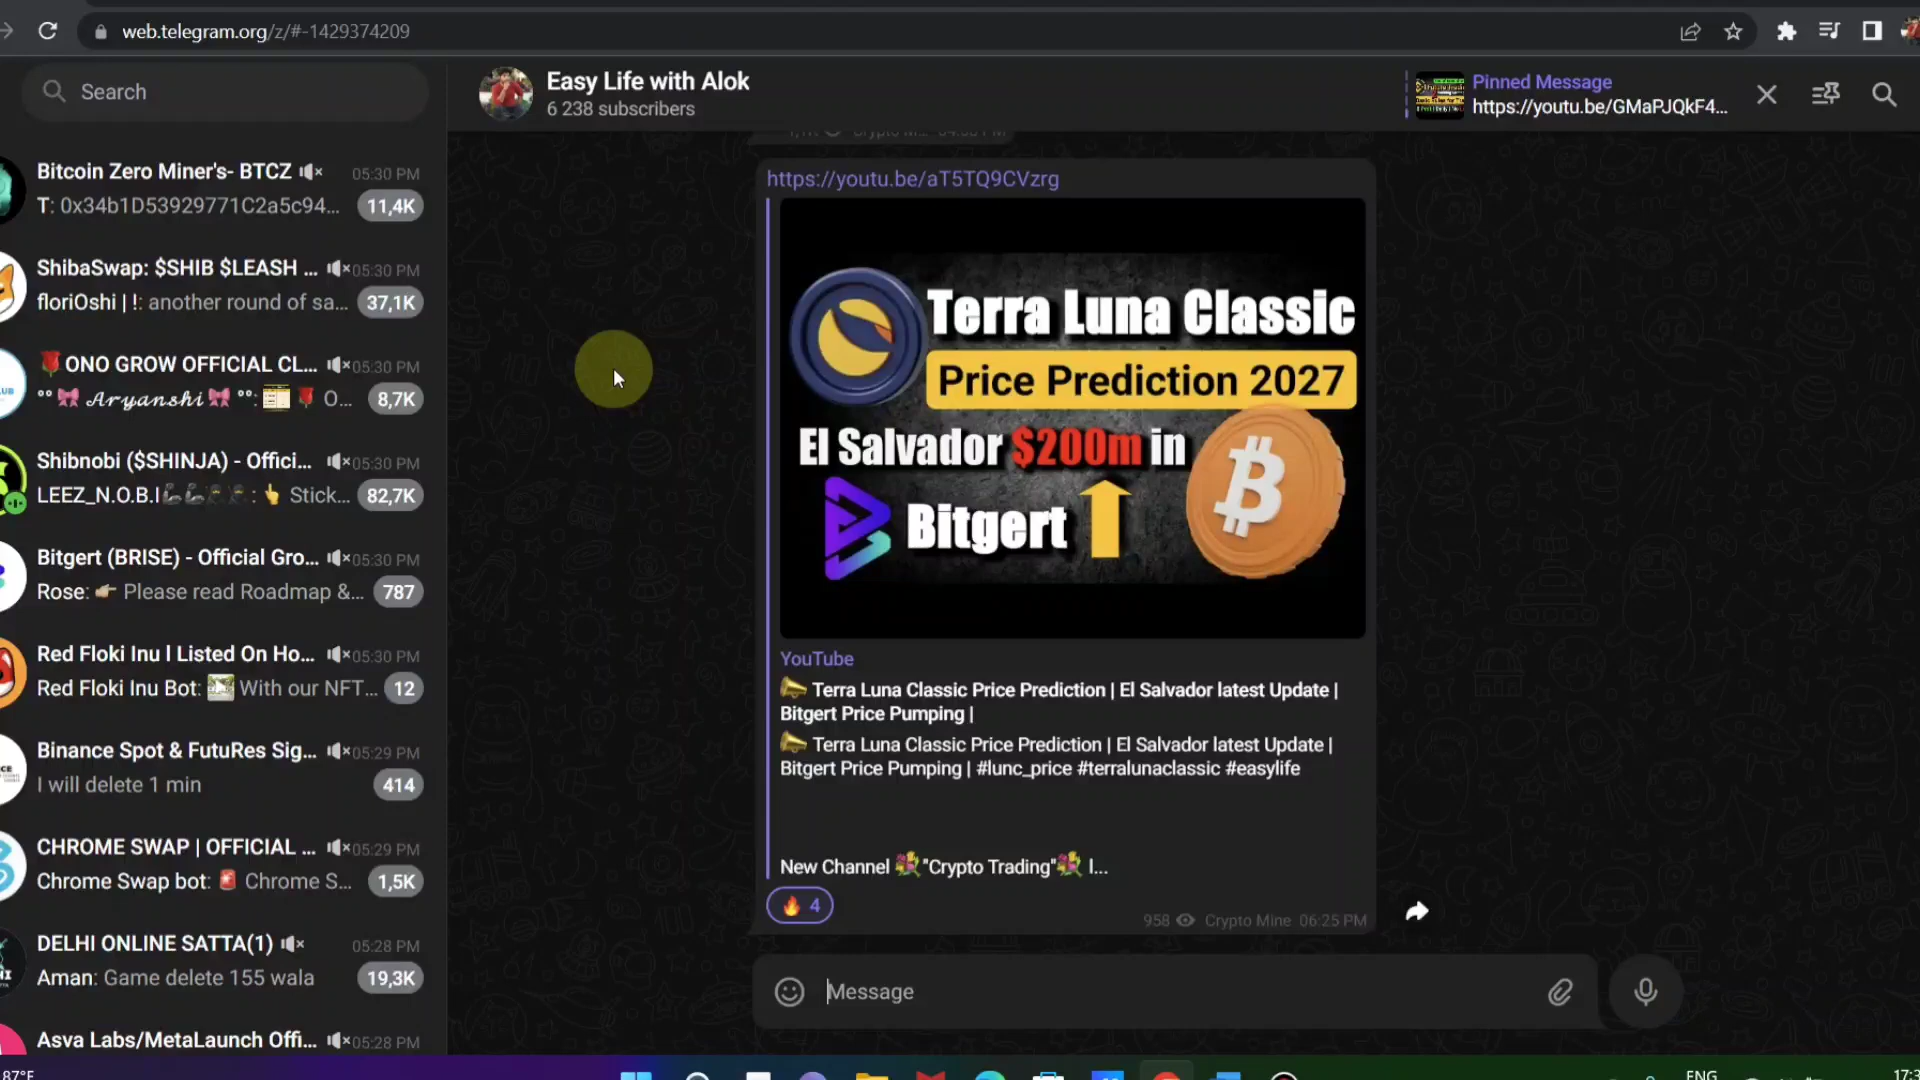 web.telegram.org/z/#-1429374209
Search
Easy Life with Alok
6 238 subscribers
Pinned Message
https://youtu.be/GMaPJQkF4...
Bitcoin Zero Miner's- BTCZ 05:30 PM
T: 0x34b1D53929771C2a5c94... 11,4K
ShibaSwap: $SHIB $LEASH ... 05:30 PM
floriOshi | !: another round of sa... 37,1K
🌹ONO GROW OFFICIAL CL... 05:30 PM
°° 🎀 𝓐𝓻𝔂𝓪𝓷𝓼𝓱𝓲 🎀 °°: 🌹 O... 8,7K
Shibnobi ($SHINJA) - Offici... 05:30 PM
LEEZ_N.O.B.I: 👆 Stick... 82,7K
Bitgert (BRISE) - Official Gro... 05:30 PM
Rose: 👉 Please read Roadmap &... 787
Red Floki Inu l Listed On Ho... 05:30 PM
Red Floki Inu Bot: With our NFT... 12
Binance Spot & FutuRes Sig... 05:29 PM
I will delete 1 min 414
CHROME SWAP | OFFICIAL ... 05:29 PM
Chrome Swap bot: 🚨 Chrome S... 1,5K
DELHI ONLINE SATTA(1) 05:28 PM
Aman: Game delete 155 wala 19,3K
Asva Labs/MetaLaunch Offi... 05:28 PM
https://youtu.be/aT5TQ9CVzrg
Terra Luna Classic
Price Prediction 2027
El Salvador $200m in
Bitgert
YouTube
📣 Terra Luna Classic Price Prediction | El Salvador latest Update |
Bitgert Price Pumping |
📣 Terra Luna Classic Price Prediction | El Salvador latest Update |
Bitgert Price Pumping | #lunc_price #terralunaclassic #easylife
New Channel 💐"Crypto Trading"💐 l...
🔥 4
958 Crypto Mine 06:25 PM
Message
87°F
ENG